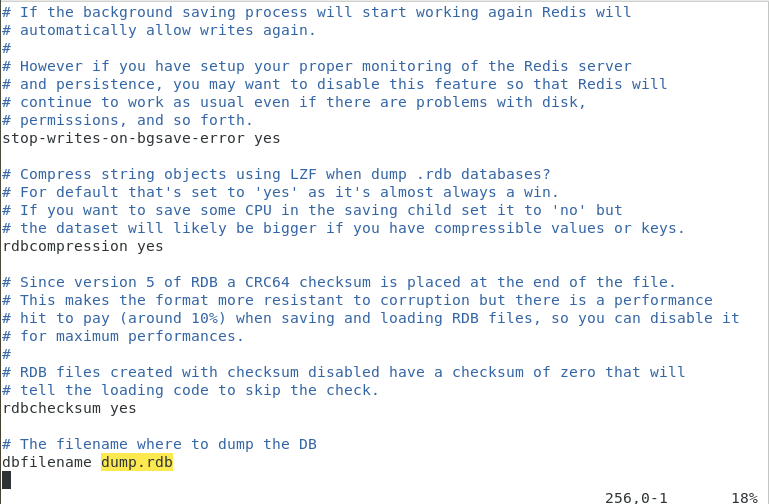 # If the background saving process will start working again Redis will
# automatically allow writes again.
#
# However if you have setup your proper monitoring of the Redis server
# and persistence, you may want to disable this feature so that Redis will
# continue to work as usual even if there are problems with disk,
# permissions, and so forth.
stop-writes-on-bgsave-error yes

# Compress string objects using LZF when dump .rdb databases?
# For default that's set to 'yes' as it's almost always a win.
# If you want to save some CPU in the saving child set it to 'no' but
# the dataset will likely be bigger if you have compressible values or keys.
rdbcompression yes

# Since version 5 of RDB a CRC64 checksum is placed at the end of the file.
# This makes the format more resistant to corruption but there is a performance
# hit to pay (around 10%) when saving and loading RDB files, so you can disable it
# for maximum performances.
#
# RDB files created with checksum disabled have a checksum of zero that will
# tell the loading code to skip the check.
rdbchecksum yes

# The filename where to dump the DB
dbfilename dump.rdb
256,0-1 18%